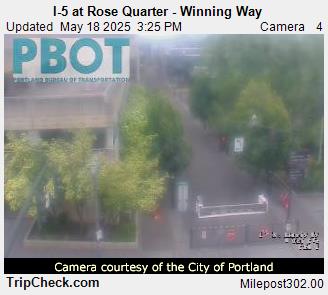 I-5 at Rose Quarter - Winning Way
Updated May 18 2025 3:25 PM Camera 4
PBOT
PORTLAND BUREAU OF TRANSPORTATION
Camera courtesy of the City of Portland
TripCheck.com Milepost302.00